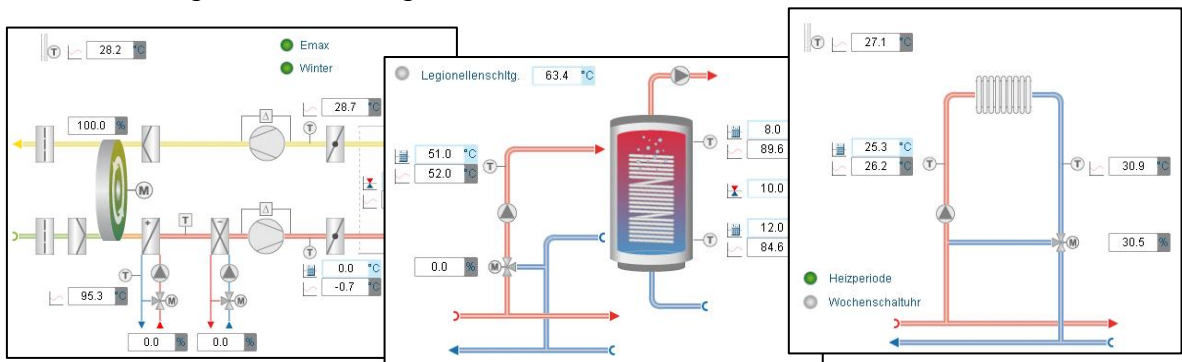 T
28.2 °C
Emax
Winter
28.7 °C
Δ
T
100.0 %
M
Δ
T
+
−
T
0.0 °C
-0.7 °C
T
M
M
95.3 °C
0.0 %
0.0 %
Legionellenschltg.
63.4 °C
51.0 °C
52.0 °C
T
8.0
89.6
T
10.0
12.0
84.6
T
0.0 %
M
T
27.1 °C
25.3 °C
26.2 °C
T
T
30.9 °C
M
30.5 %
Heizperiode
Wochenschaltuhr